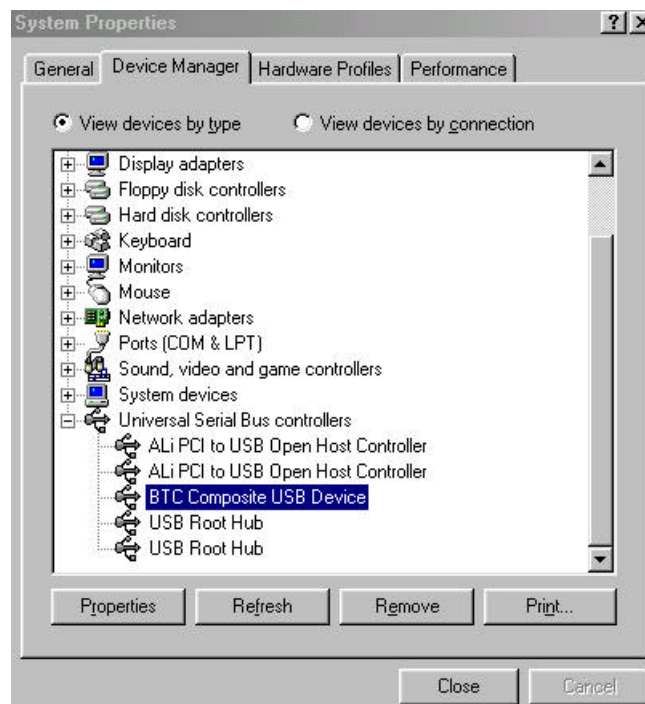 System Properties
General Device Manager Hardware Profiles Performance
View devices by type View devices by connection
Display adapters
Floppy disk controllers
Hard disk controllers
Keyboard
Monitors
Mouse
Network adapters
Ports (COM & LPT)
Sound, video and game controllers
System devices
Universal Serial Bus controllers
ALi PCI to USB Open Host Controller
ALi PCI to USB Open Host Controller
BTC Composite USB Device
USB Root Hub
USB Root Hub
Properties Refresh Remove Print...
Close Cancel